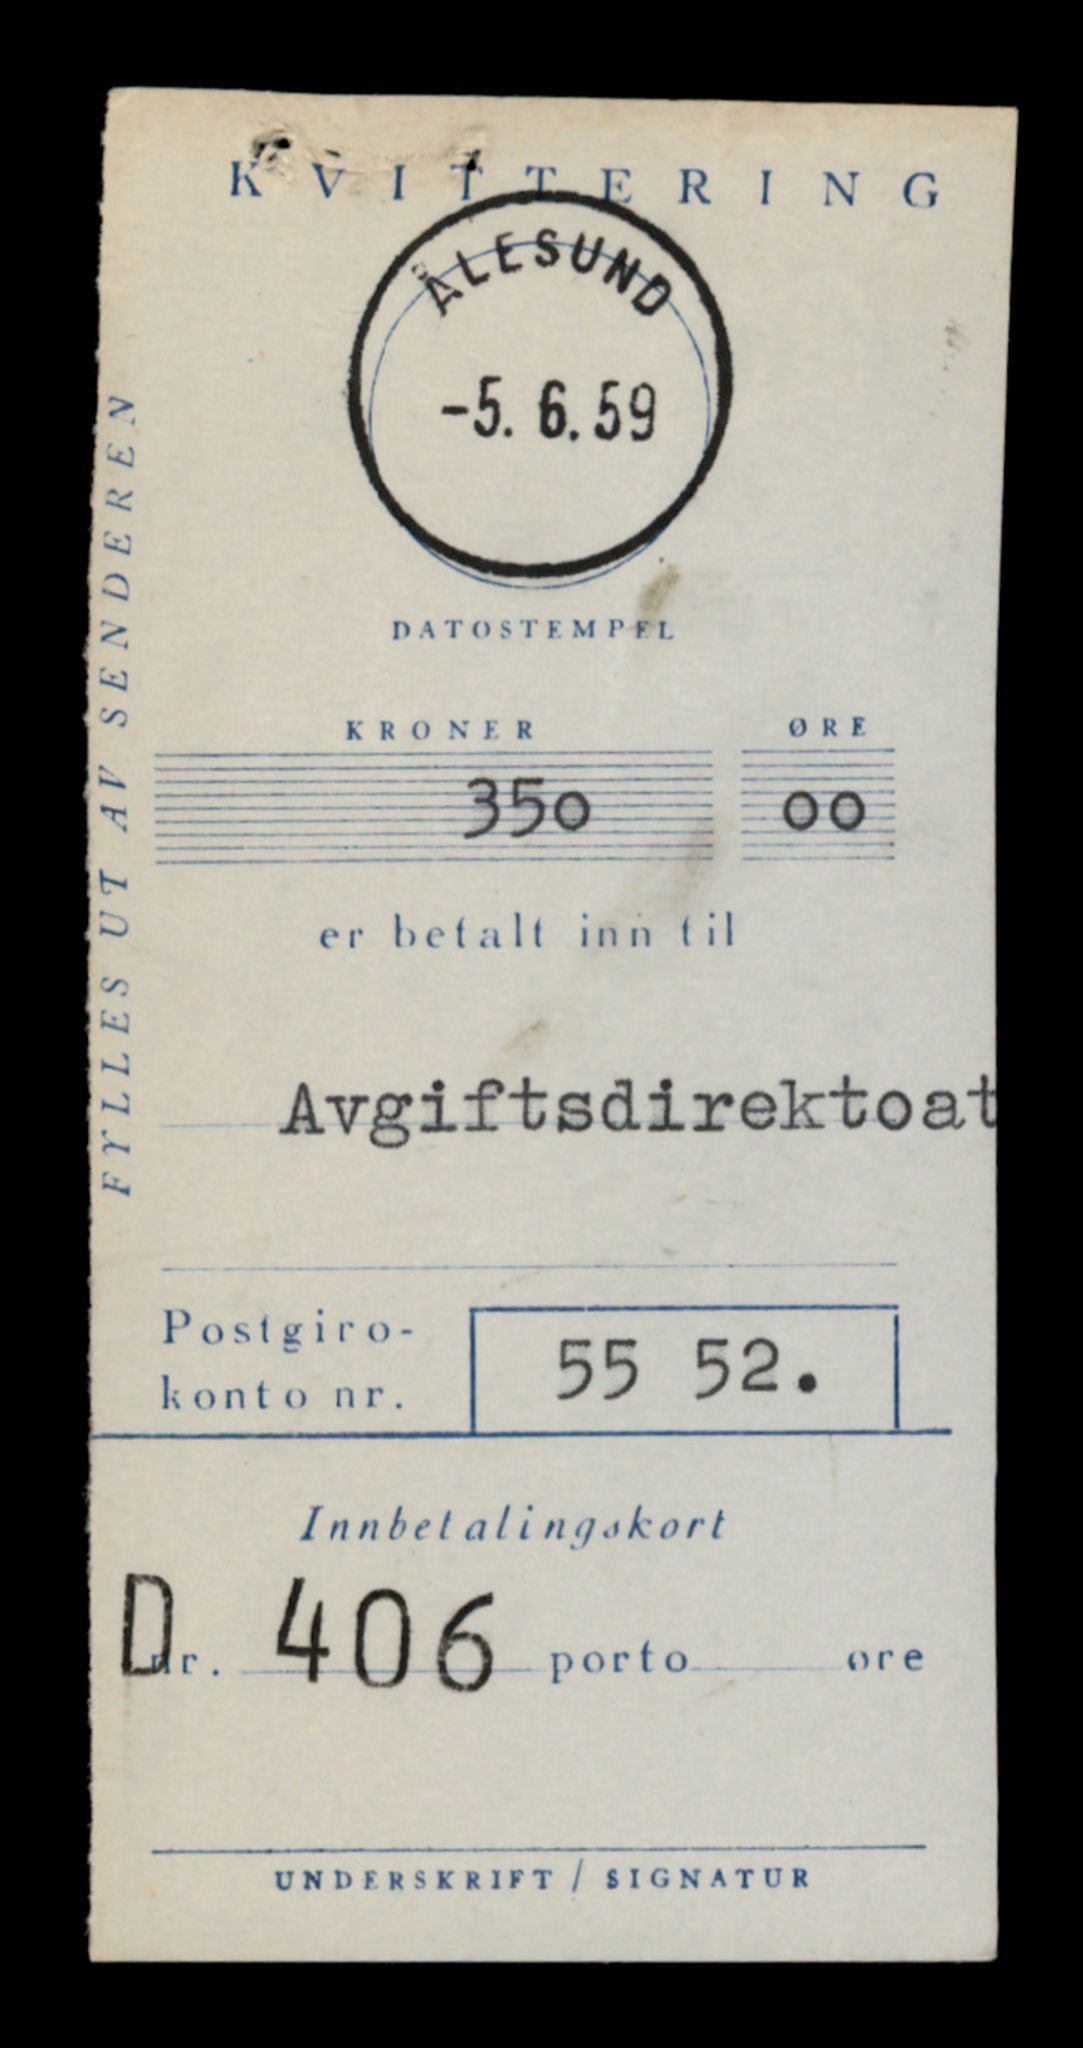 KVITTERING
ÅLESUND
-5. 6. 59
DATOSTEMPEL
FYLLES UT AV SENDEREN
KRONER ØRE
350 00
er betalt inn til
Avgiftsdirektoat
Postgiro-
konto nr.
55 52.
Innbetalingskort
D nr. 406 porto øre
UNDERSKRIFT / SIGNATUR